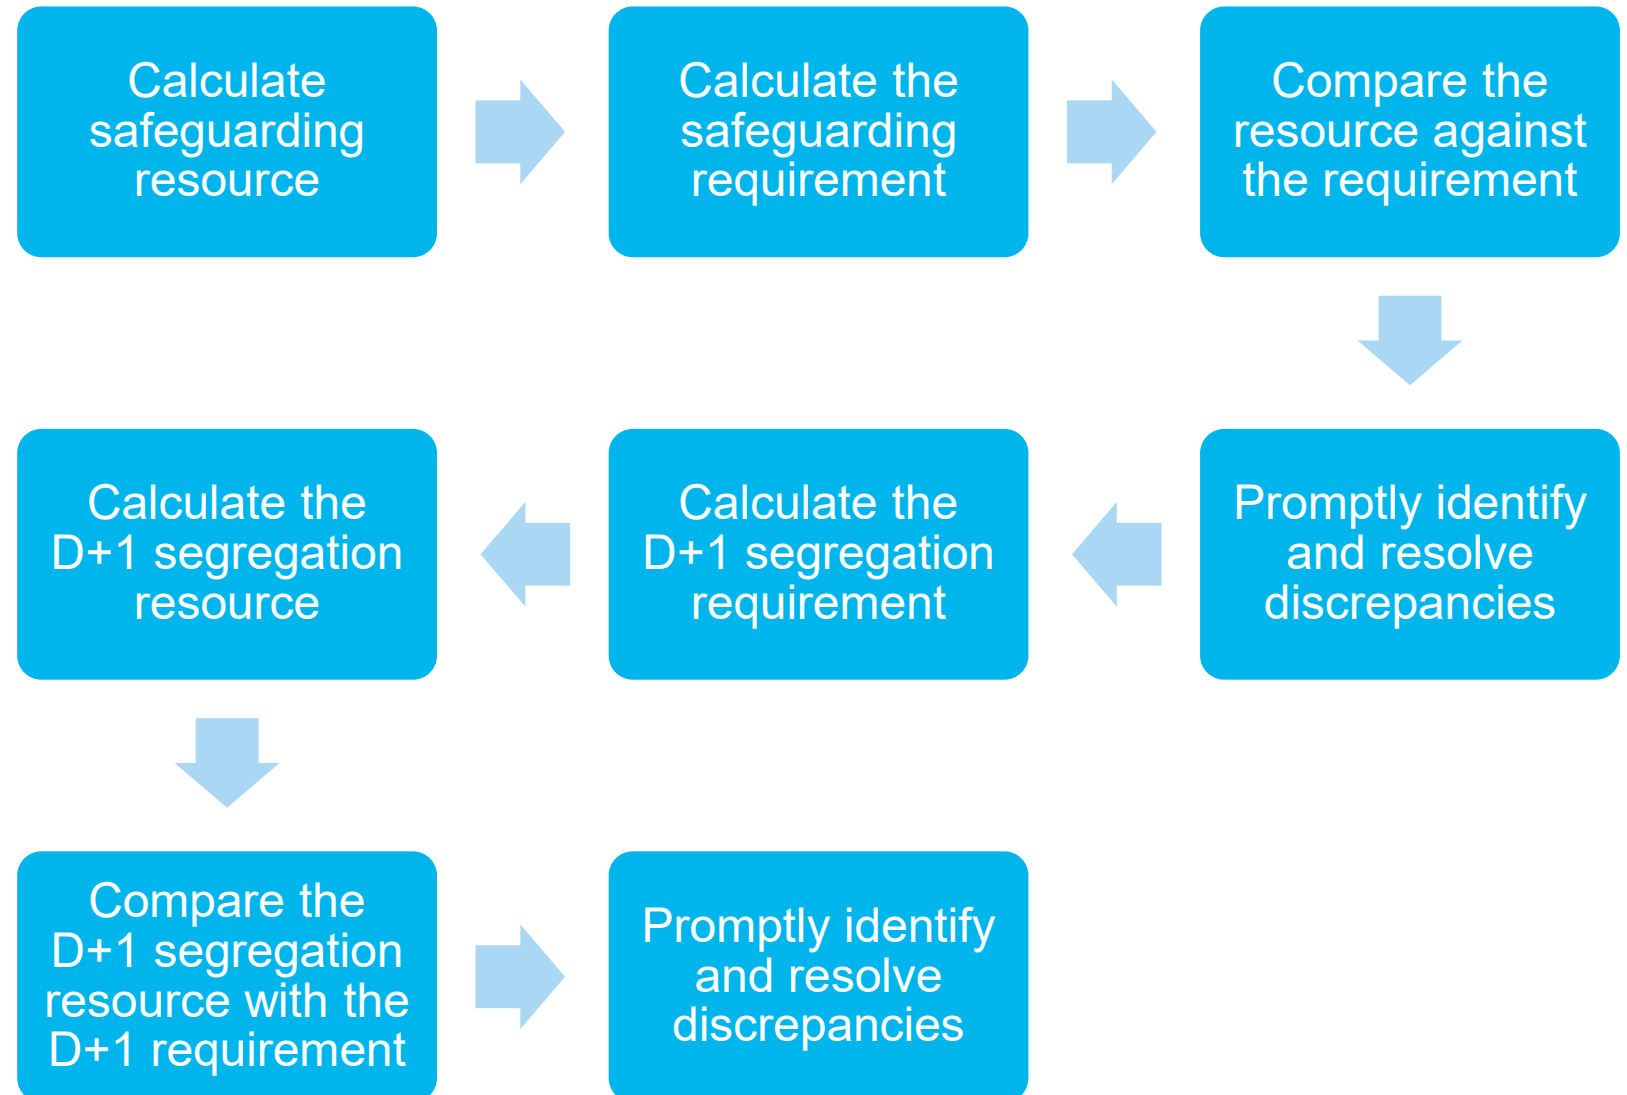 Calculate
safeguarding
resource
Calculate the
safeguarding
requirement
Compare the
resource against
the requirement
Promptly identify
and resolve
discrepancies
Calculate the
D+1 segregation
requirement
Calculate the
D+1 segregation
resource
Compare the
D+1 segregation
resource with the
D+1 requirement
Promptly identify
and resolve
discrepancies